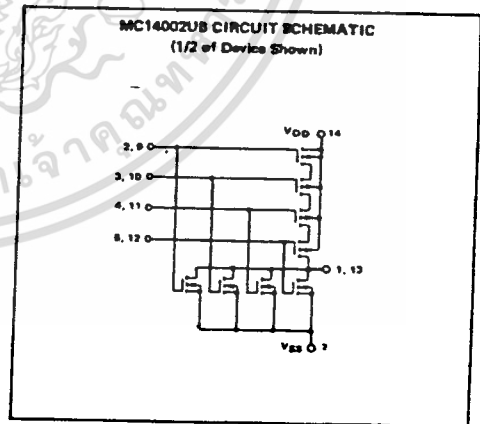 MC14002UB CIRCUIT SCHEMATIC
(1/2 of Device Shown)
VDD 14
2, 9
3, 10
4, 11
5, 12
1, 13
VSS 7